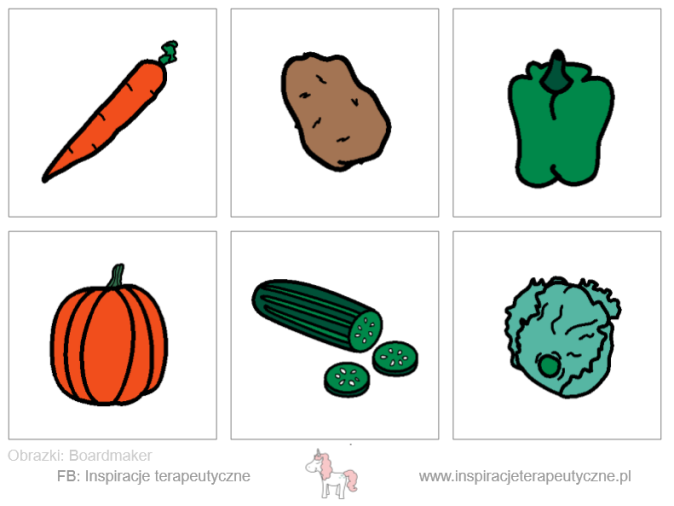 Obrazki: Boardmaker
FB: Inspiracje terapeutyczne
www.inspiracjeterapeutyczne.pl